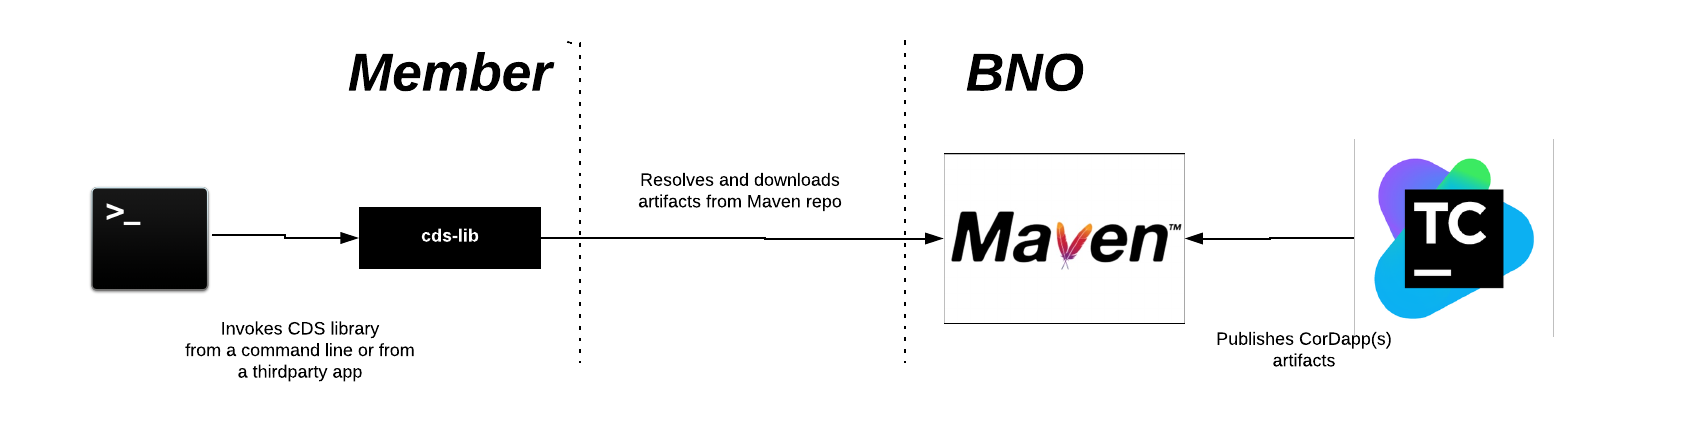 Member
BNO
>_
cds-lib
Resolves and downloads
artifacts from Maven repo
Maven™
TC
Invokes CDS library
from a command line or from
a thirdparty app
Publishes CorDapp(s)
artifacts